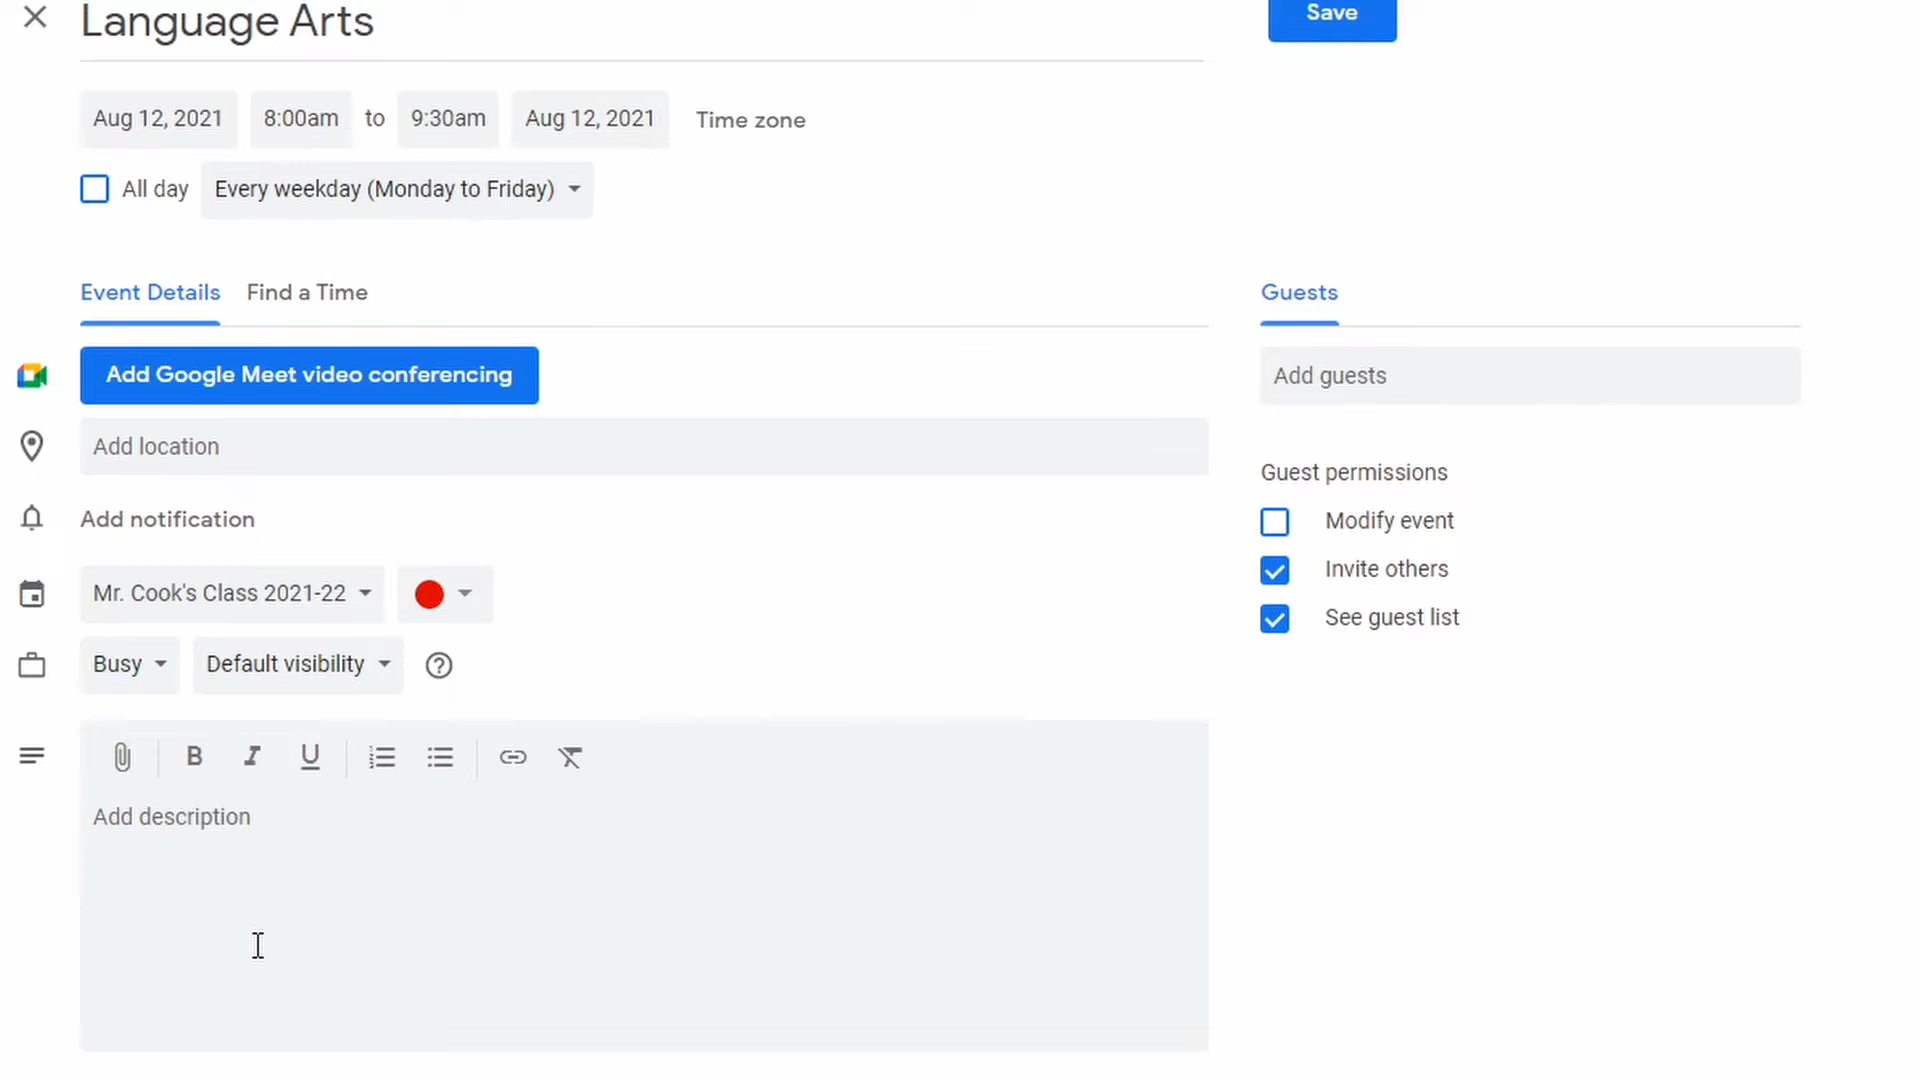 Language Arts
Save
Aug 12, 2021 8:00am to 9:30am Aug 12, 2021 Time zone
All day Every weekday (Monday to Friday)
Event Details Find a Time
Guests
Add Google Meet video conferencing
Add guests
Add location
Guest permissions
Add notification
Modify event
Invite others
Mr. Cook's Class 2021-22
See guest list
Busy Default visibility
B I U
Add description